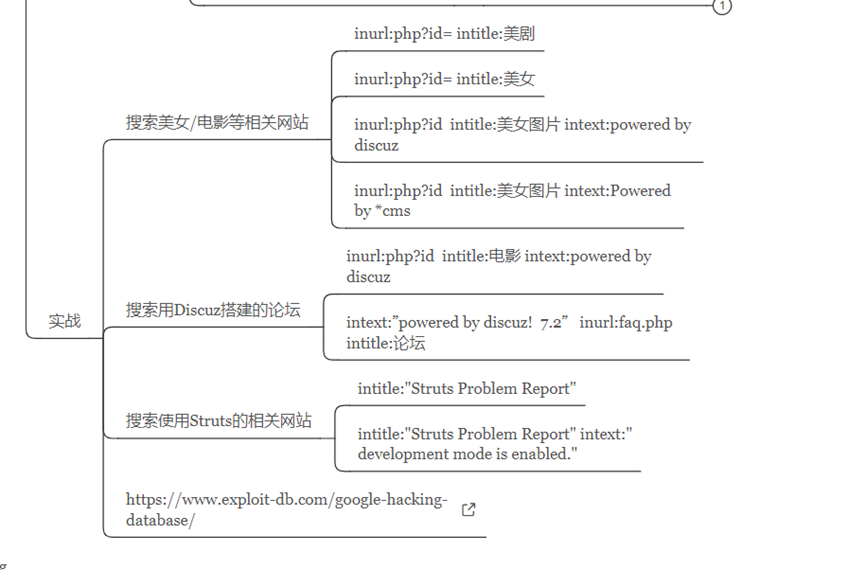 1
inurl:php?id= intitle:美剧
inurl:php?id= intitle:美女
搜索美女/电影等相关网站
inurl:php?id  intitle:美女图片 intext:powered by
discuz
inurl:php?id  intitle:美女图片 intext:Powered
by *cms
inurl:php?id  intitle:电影 intext:powered by
discuz
搜索用Discuz搭建的论坛
实战
intext:”powered by discuz!  7.2”   inurl:faq.php
intitle:论坛
intitle:"Struts Problem Report"
搜索使用Struts的相关网站
intitle:"Struts Problem Report" intext:"
development mode is enabled."
https://www.exploit-db.com/google-hacking-
database/